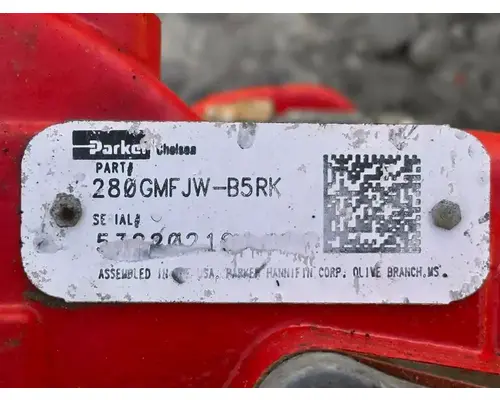 Parker Chelsea
PART#
280GMFJW-B5RK
SERIAL#
ASSEMBLED IN USA, PARKER HANNIFIN CORP. OLIVE BRANCH, MS.